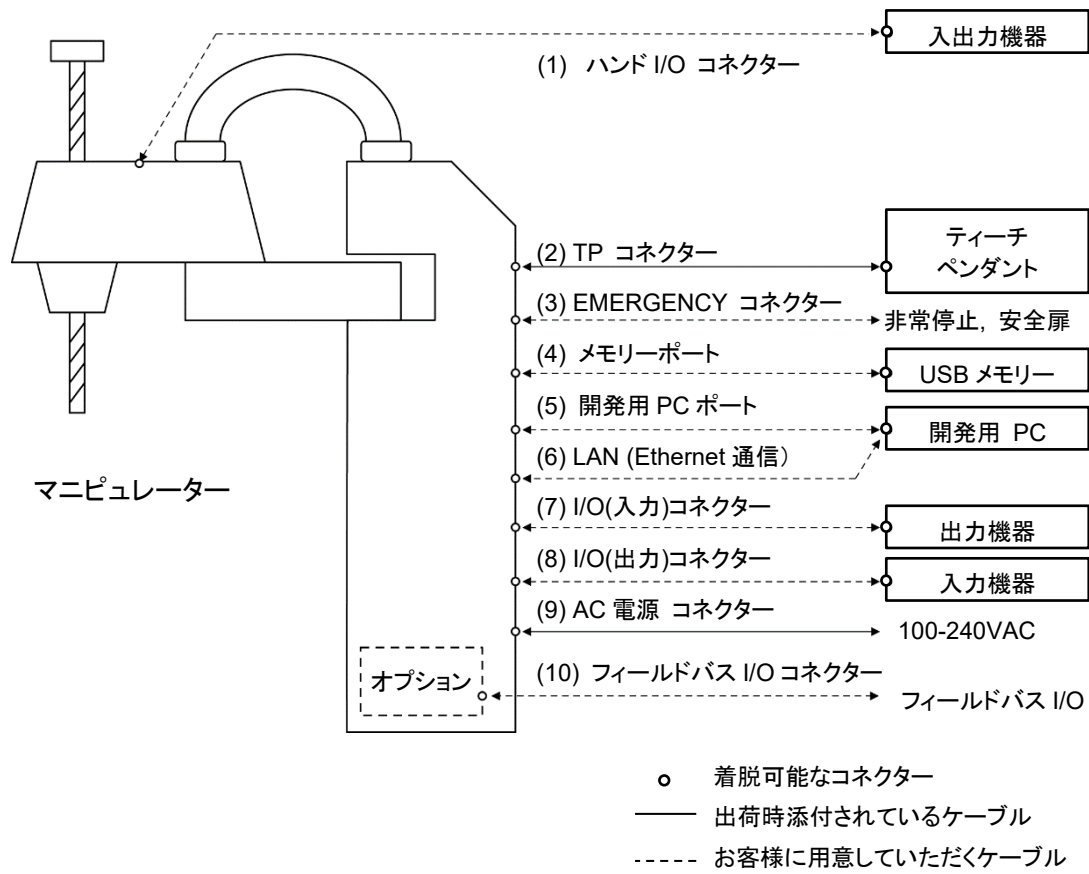 入出力機器
(1) ハンド I/O コネクター
ティーチ
ペンダント
(2) TP コネクター
(3) EMERGENCY コネクター
非常停止, 安全扉
(4) メモリーポート
USB メモリー
(5) 開発用 PC ポート
開発用 PC
(6) LAN (Ethernet 通信)
マニピュレーター
(7) I/O(入力)コネクター
出力機器
(8) I/O(出力)コネクター
入力機器
(9) AC 電源 コネクター
100-240VAC
(10) フィールドバス I/O コネクター
オプション
フィールドバス I/O
着脱可能なコネクター
出荷時添付されているケーブル
お客様に用意していただくケーブル